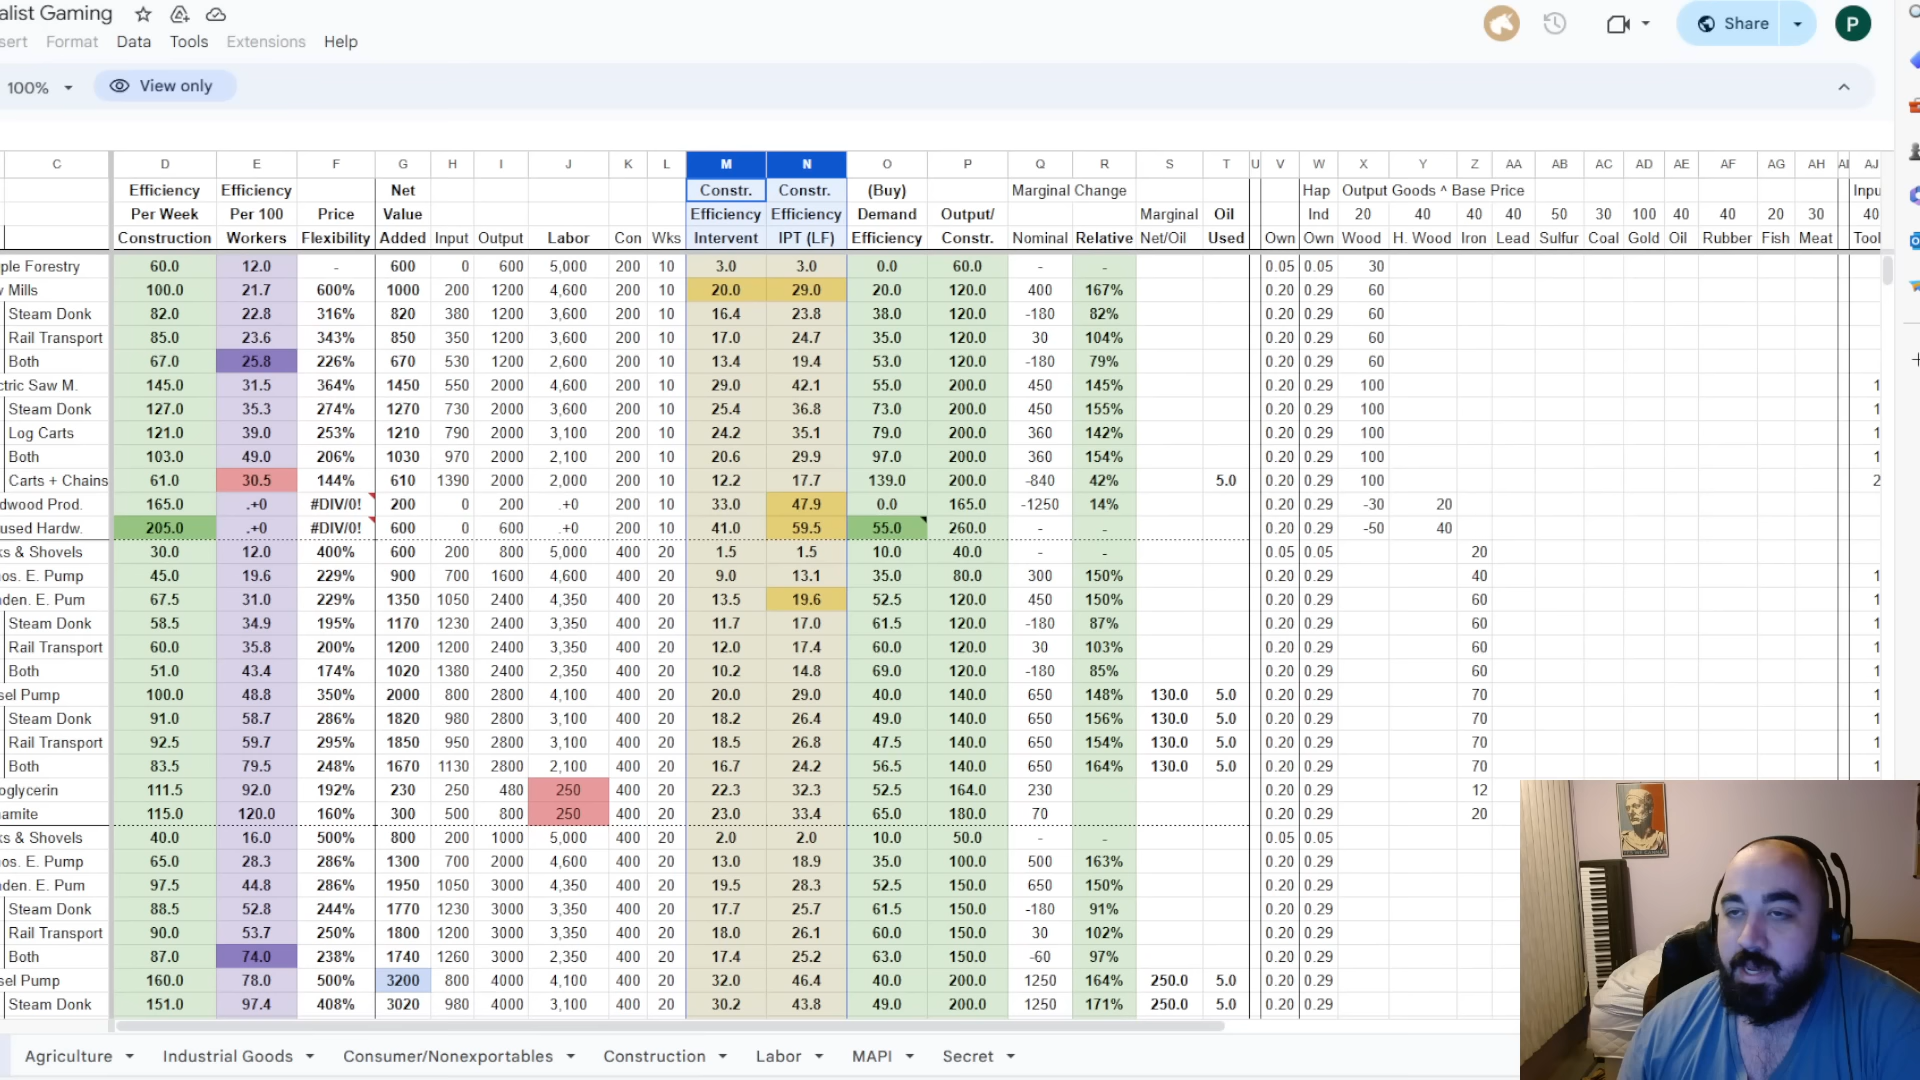 alist Gaming
sert Format Data Tools Extensions Help
Share
P
100% View only
C D E F G H I J K L M N O P Q R S T U V W X Y Z AA AB AC AD AE AF AG AH AI AJ
Efficiency Efficiency Net Constr. Constr. (Buy) Marginal Change Hap Output Goods ^ Base Price Inpu
Per Week Per 100 Price Value Efficiency Efficiency Demand Output/ Marginal Oil Ind 20 40 40 40 50 30 100 40 40 20 30 40
Construction Workers Flexibility Added Input Output Labor Con Wks Intervent IPT (LF) Efficiency Constr. Nominal Relative Net/Oil Used Own Own Wood H. Wood Iron Lead Sulfur Coal Gold Oil Rubber Fish Meat Tool
ple Forestry 60.0 12.0 - 600 0 600 5,000 200 10 3.0 3.0 0.0 60.0 - - 0.05 0.05 30
Mills 100.0 21.7 600% 1000 200 1200 4,600 200 10 20.0 29.0 20.0 120.0 400 167% 0.20 0.29 60
Steam Donk 82.0 22.8 316% 820 380 1200 3,600 200 10 16.4 23.8 38.0 120.0 -180 82% 0.20 0.29 60
Rail Transport 85.0 23.6 343% 850 350 1200 3,600 200 10 17.0 24.7 35.0 120.0 30 104% 0.20 0.29 60
Both 67.0 25.8 226% 670 530 1200 2,600 200 10 13.4 19.4 53.0 120.0 -180 79% 0.20 0.29 60
ctric Saw M. 145.0 31.5 364% 1450 550 2000 4,600 200 10 29.0 42.1 55.0 200.0 450 145% 0.20 0.29 100 1
Steam Donk 127.0 35.3 274% 1270 730 2000 3,600 200 10 25.4 36.8 73.0 200.0 450 155% 0.20 0.29 100 1
Log Carts 121.0 39.0 253% 1210 790 2000 3,100 200 10 24.2 35.1 79.0 200.0 360 142% 0.20 0.29 100 1
Both 103.0 49.0 206% 1030 970 2000 2,100 200 10 20.6 29.9 97.0 200.0 360 154% 0.20 0.29 100 1
Carts + Chains 61.0 30.5 144% 610 1390 2000 2,000 200 10 12.2 17.7 139.0 200.0 -840 42% 5.0 0.20 0.29 100 2
dwood Prod. 165.0 .+0 #DIV/0! 200 0 200 .+0 200 10 33.0 47.9 0.0 165.0 -1250 14% 0.20 0.29 -30 20
used Hardw. 205.0 .+0 #DIV/0! 600 0 600 .+0 200 10 41.0 59.5 55.0 260.0 - - 0.20 0.29 -50 40
ks & Shovels 30.0 12.0 400% 600 200 800 5,000 400 20 1.5 1.5 10.0 40.0 - - 0.05 0.05 20
os. E. Pump 45.0 19.6 229% 900 700 1600 4,600 400 20 9.0 13.1 35.0 80.0 300 150% 0.20 0.29 40 1
den. E. Pum 67.5 31.0 229% 1350 1050 2400 4,350 400 20 13.5 19.6 52.5 120.0 450 150% 0.20 0.29 60 1
Steam Donk 58.5 34.9 195% 1170 1230 2400 3,350 400 20 11.7 17.0 61.5 120.0 -180 87% 0.20 0.29 60 1
Rail Transport 60.0 35.8 200% 1200 1200 2400 3,350 400 20 12.0 17.4 60.0 120.0 30 103% 0.20 0.29 60 1
Both 51.0 43.4 174% 1020 1380 2400 2,350 400 20 10.2 14.8 69.0 120.0 -180 85% 0.20 0.29 60 1
sel Pump 100.0 48.8 350% 2000 800 2800 4,100 400 20 20.0 29.0 40.0 140.0 650 148% 130.0 5.0 0.20 0.29 70 1
Steam Donk 91.0 58.7 286% 1820 980 2800 3,100 400 20 18.2 26.4 49.0 140.0 650 156% 130.0 5.0 0.20 0.29 70 1
Rail Transport 92.5 59.7 295% 1850 950 2800 3,100 400 20 18.5 26.8 47.5 140.0 650 154% 130.0 5.0 0.20 0.29 70 1
Both 83.5 79.5 248% 1670 1130 2800 2,100 400 20 16.7 24.2 56.5 140.0 650 164% 130.0 5.0 0.20 0.29 70
oglycerin 111.5 92.0 192% 230 250 480 250 400 20 22.3 32.3 52.5 164.0 230 0.20 0.29 12
amite 115.0 120.0 160% 300 500 800 250 400 20 23.0 33.4 65.0 180.0 70 0.20 0.29 20
ks & Shovels 40.0 16.0 500% 800 200 1000 5,000 400 20 2.0 2.0 10.0 50.0 - - 0.05 0.05
os. E. Pump 65.0 28.3 286% 1300 700 2000 4,600 400 20 13.0 18.9 35.0 100.0 500 163% 0.20 0.29
den. E. Pum 97.5 44.8 286% 1950 1050 3000 4,350 400 20 19.5 28.3 52.5 150.0 650 150% 0.20 0.29
Steam Donk 88.5 52.8 244% 1770 1230 3000 3,350 400 20 17.7 25.7 61.5 150.0 -180 91% 0.20 0.29
Rail Transport 90.0 53.7 250% 1800 1200 3000 3,350 400 20 18.0 26.1 60.0 150.0 30 102% 0.20 0.29
Both 87.0 74.0 238% 1740 1260 3000 2,350 400 20 17.4 25.2 63.0 150.0 -60 97% 0.20 0.29
sel Pump 160.0 78.0 500% 3200 800 4000 4,100 400 20 32.0 46.4 40.0 200.0 1250 164% 250.0 5.0 0.20 0.29
Steam Donk 151.0 97.4 408% 3020 980 4000 3,100 400 20 30.2 43.8 49.0 200.0 1250 171% 250.0 5.0 0.20 0.29
Agriculture Industrial Goods Consumer/Nonexportables Construction Labor MAPI Secret